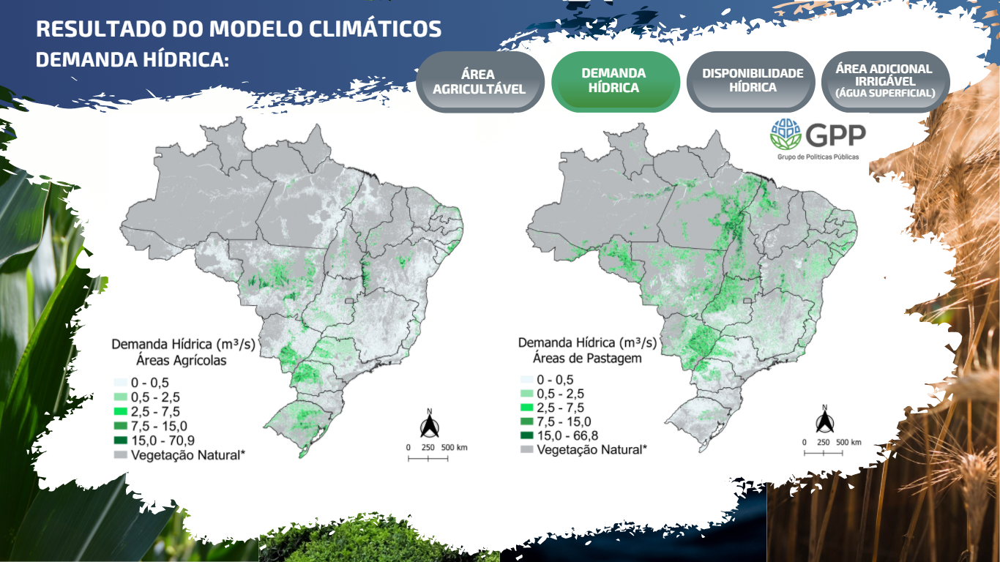 RESULTADO DO MODELO CLIMÁTICOS
DEMANDA HÍDRICA:
ÁREA
AGRICULTÁVEL
DEMANDA
HÍDRICA
DISPONIBILIDADE
HÍDRICA
ÁREA ADICIONAL
IRRIGÁVEL
(ÁGUA SUPERFICIAL)
GPP
Grupo de Políticas Públicas
Demanda Hídrica (m³/s)
Áreas Agrícolas
0 - 0,5
0,5 - 2,5
2,5 - 7,5
7,5 - 15,0
15,0 - 70,9
Vegetação Natural*
N
0 250 500 km
Demanda Hídrica (m³/s)
Áreas de Pastagem
0 - 0,5
0,5 - 2,5
2,5 - 7,5
7,5 - 15,0
15,0 - 66,8
Vegetação Natural*
N
0 250 500 km